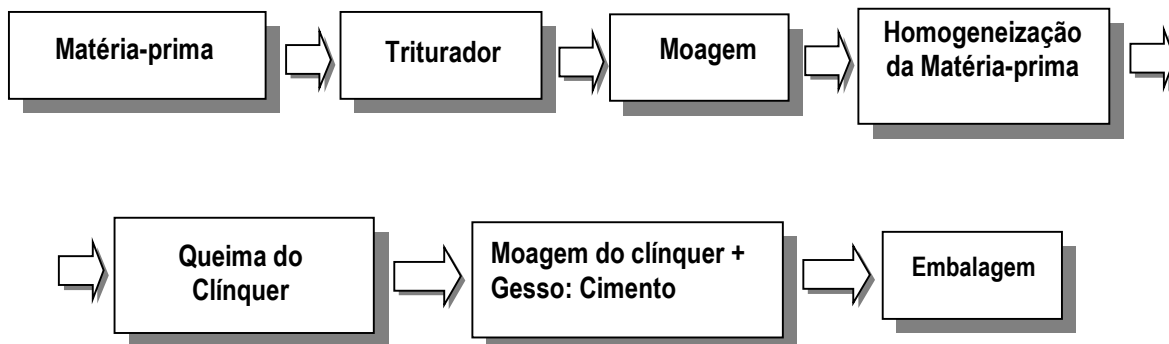 Matéria-prima
Triturador
Moagem
Homogeneização
da Matéria-prima
Queima do
Clínquer
Moagem do clínquer +
Gesso: Cimento
Embalagem